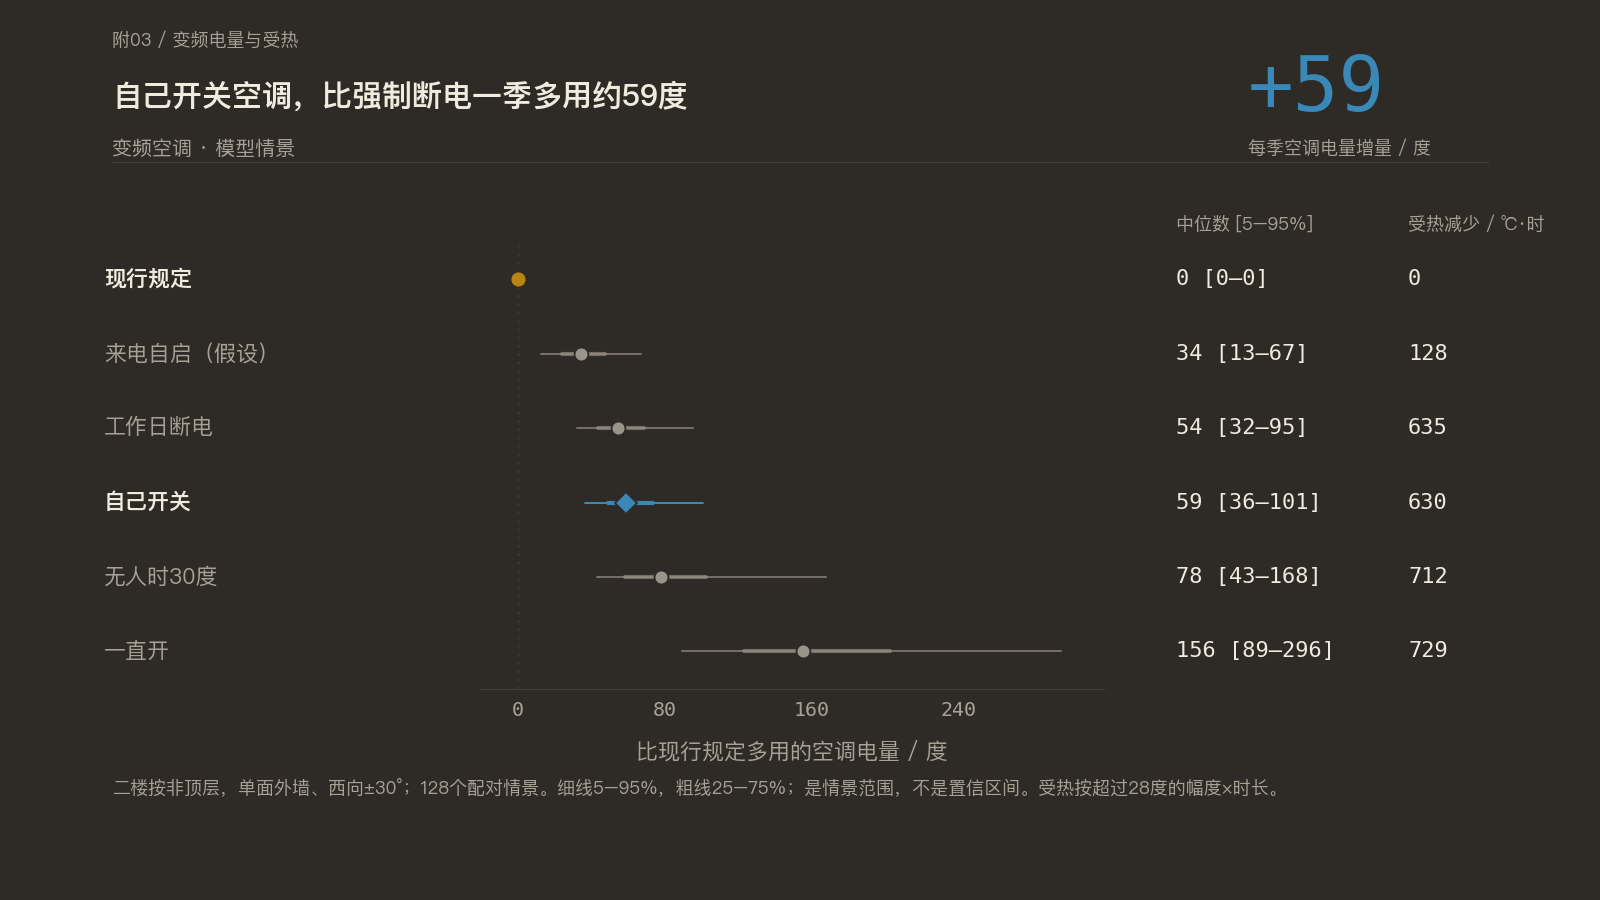 附03 / 变频电量与受热
自己开关空调，比强制断电一季多用约59度
+59
变频空调 · 模型情景
每季空调电量增量 / 度
中位数 [5—95%]
受热减少 / ℃·时
现行规定
0 [0—0]
0
来电自启（假设）
34 [13—67]
128
工作日断电
54 [32—95]
635
自己开关
59 [36—101]
630
无人时30度
78 [43—168]
712
一直开
156 [89—296]
729
0 80 160 240
比现行规定多用的空调电量 / 度
二楼按非顶层，单面外墙、西向±30°；128个配对情景。细线5—95%，粗线25—75%；是情景范围，不是置信区间。受热按超过28度的幅度×时长。